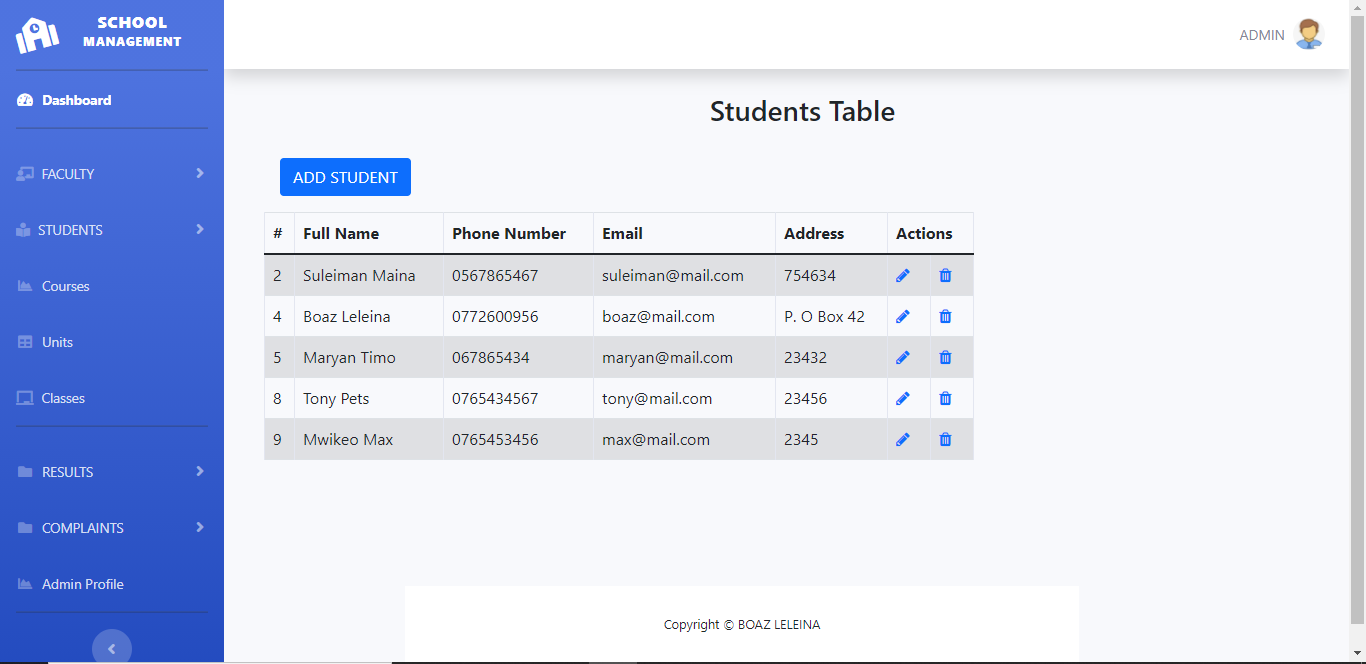 SCHOOL
MANAGEMENT
ADMIN
Dashboard
FACULTY
STUDENTS
Courses
Units
Classes
RESULTS
COMPLAINTS
Admin Profile
Students Table
ADD STUDENT
# Full Name Phone Number Email Address Actions
2 Suleiman Maina 0567865467 suleiman@mail.com 754634
4 Boaz Leleina 0772600956 boaz@mail.com P. O Box 42
5 Maryan Timo 067865434 maryan@mail.com 23432
8 Tony Pets 0765434567 tony@mail.com 23456
9 Mwikeo Max 0765453456 max@mail.com 2345
Copyright © BOAZ LELEINA